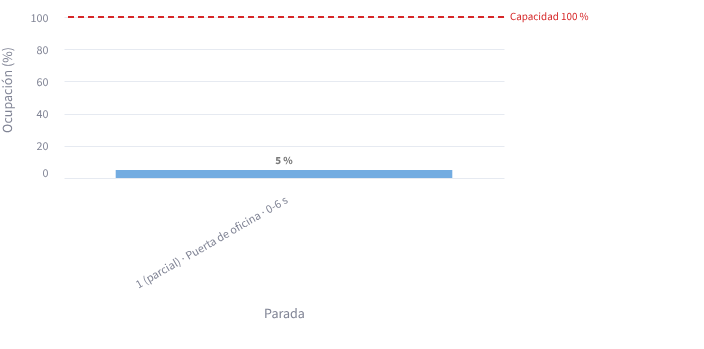 Capacidad 100 %
100
80
60
40
20
0
Ocupación (%)
5 %
1 (parcial) · Puerta de oficina · 0-6 s
Parada